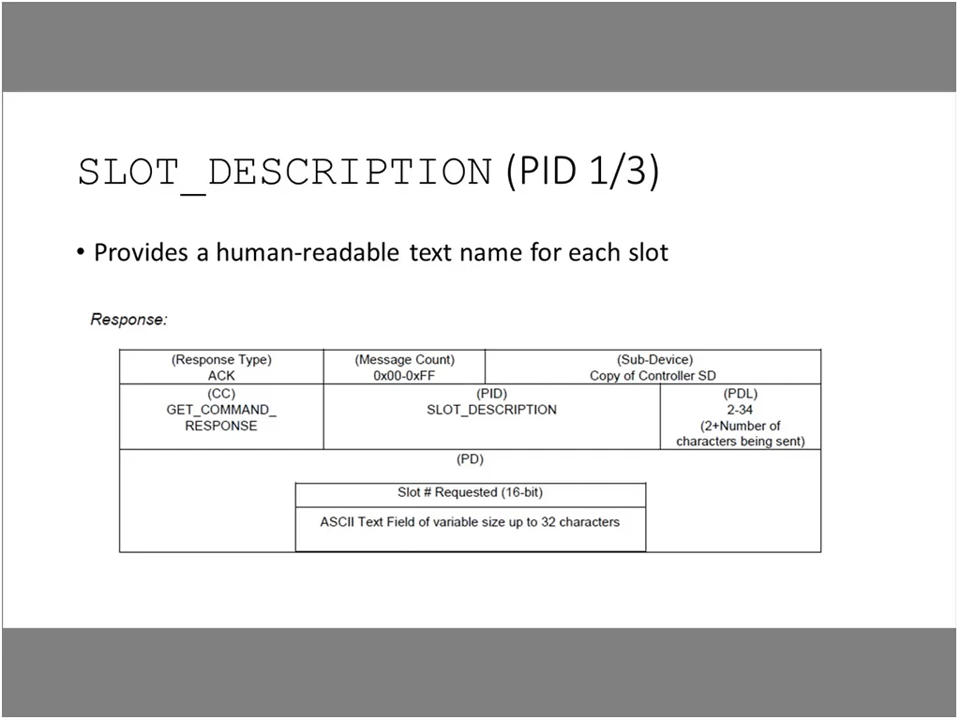 SLOT_DESCRIPTION (PID 1/3)
• Provides a human-readable text name for each slot
Response:
(Response Type)
ACK
(Message Count)
0x00-0xFF
(Sub-Device)
Copy of Controller SD
(CC)
GET_COMMAND_
RESPONSE
(PID)
SLOT_DESCRIPTION
(PDL)
2-34
(2+Number of
characters being sent)
(PD)
Slot # Requested (16-bit)
ASCII Text Field of variable size up to 32 characters